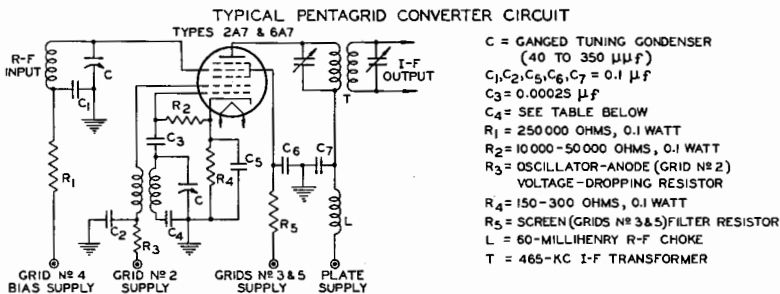 TYPICAL PENTAGRID CONVERTER CIRCUIT
TYPES 2A7 & 6A7
R-F
INPUT
C
C₁
R₁
R₂
C₃
C₂
C₄
R₃
C
R₄
C₅
C₆
C₇
R₅
L
T
I-F
OUTPUT
GRID Nº 4
BIAS SUPPLY
GRID Nº 2
SUPPLY
GRIDS Nº 3 & 5
SUPPLY
PLATE
SUPPLY
C = GANGED TUNING GONDENSER
(40 TO 350 µµf)
C₁,C₂,C₅,C₆,C₇ = 0.1 µf
C₃ = 0.00025 µf
C₄ = SEE TABLE BELOW
R₁ = 250000 OHMS, 0.1 WATT
R₂ = 10000-50000 OHMS, 0.1 WATT
R₃ = OSCILLATOR-ANODE (GRID Nº 2)
VOLTAGE-DROPPING RESISTOR
R₄ = 150-300 OHMS, 0.1 WATT
R₅ = SCREEN (GRIDS Nº 3&5) FILTER RESISTOR
L = 60-MILLIHENRY R-F CHOKE
T = 465-KC I-F TRANSFORMER